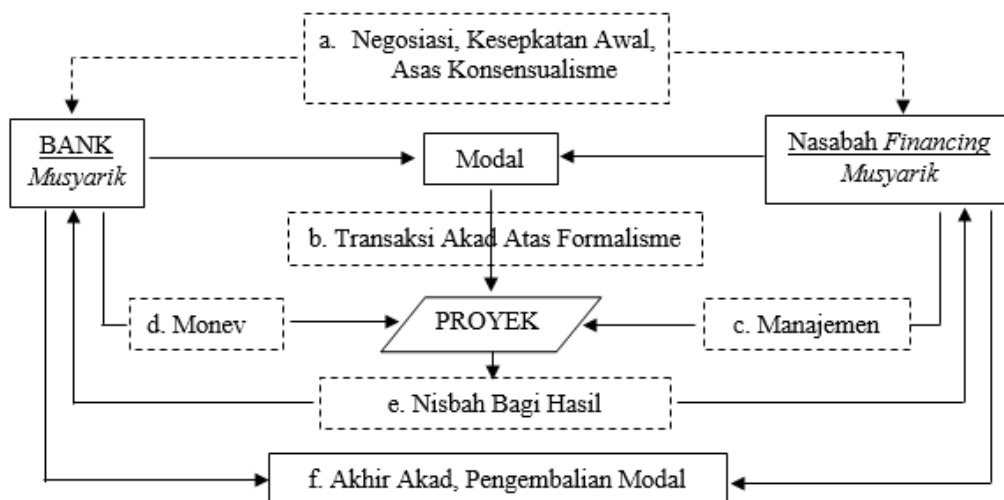 a. Negosiasi, Kesepkatan Awal,
Asas Konsensualisme
BANK
Musyarik
Modal
Nasabah Financing
Musyarik
b. Transaksi Akad Atas Formalisme
d. Monev
PROYEK
c. Manajemen
e. Nisbah Bagi Hasil
f. Akhir Akad, Pengembalian Modal